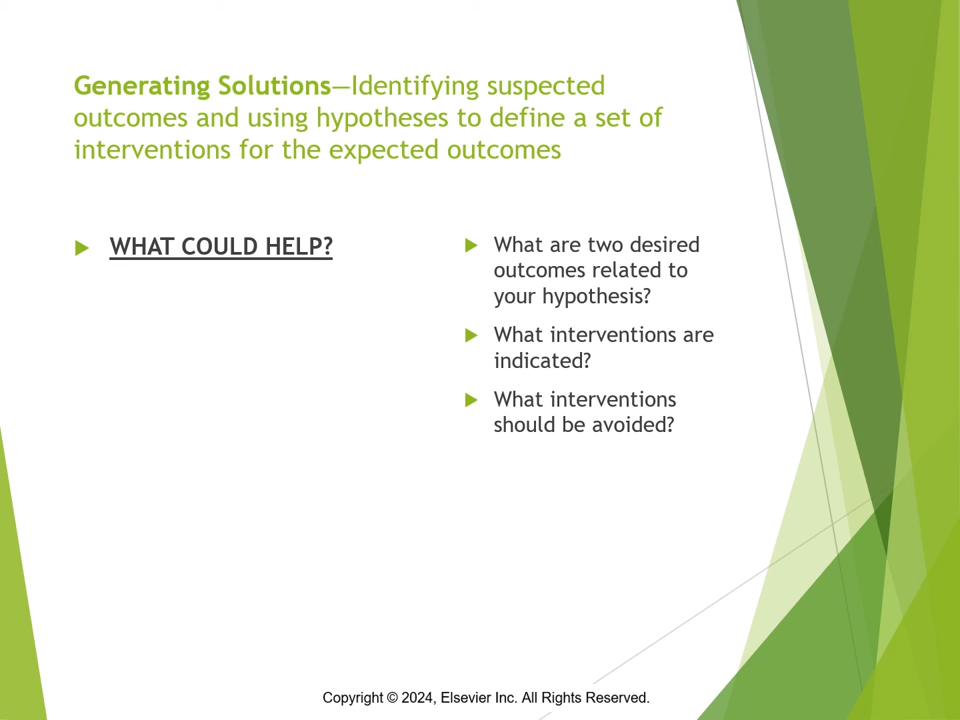 Generating Solutions—Identifying suspected
outcomes and using hypotheses to define a set of
interventions for the expected outcomes
WHAT COULD HELP?
What are two desired
outcomes related to
your hypothesis?
What interventions are
indicated?
What interventions
should be avoided?
Copyright © 2024, Elsevier Inc. All Rights Reserved.